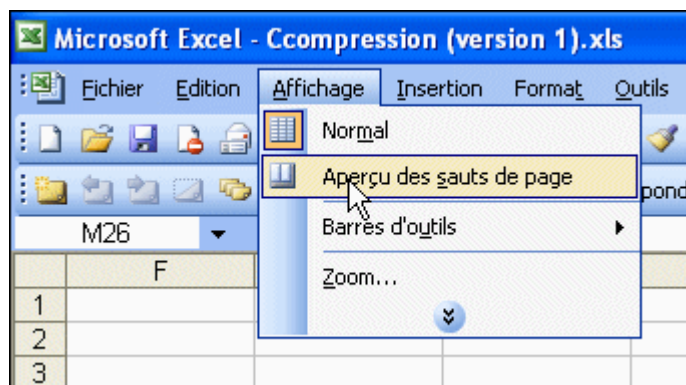 Microsoft Excel - Ccompression (version 1).xls
Fichier Edition Affichage Insertion Format Outils
Normal
Aperçu des sauts de page
pond
Barres d'outils
M26
Zoom...
F
1
2
3